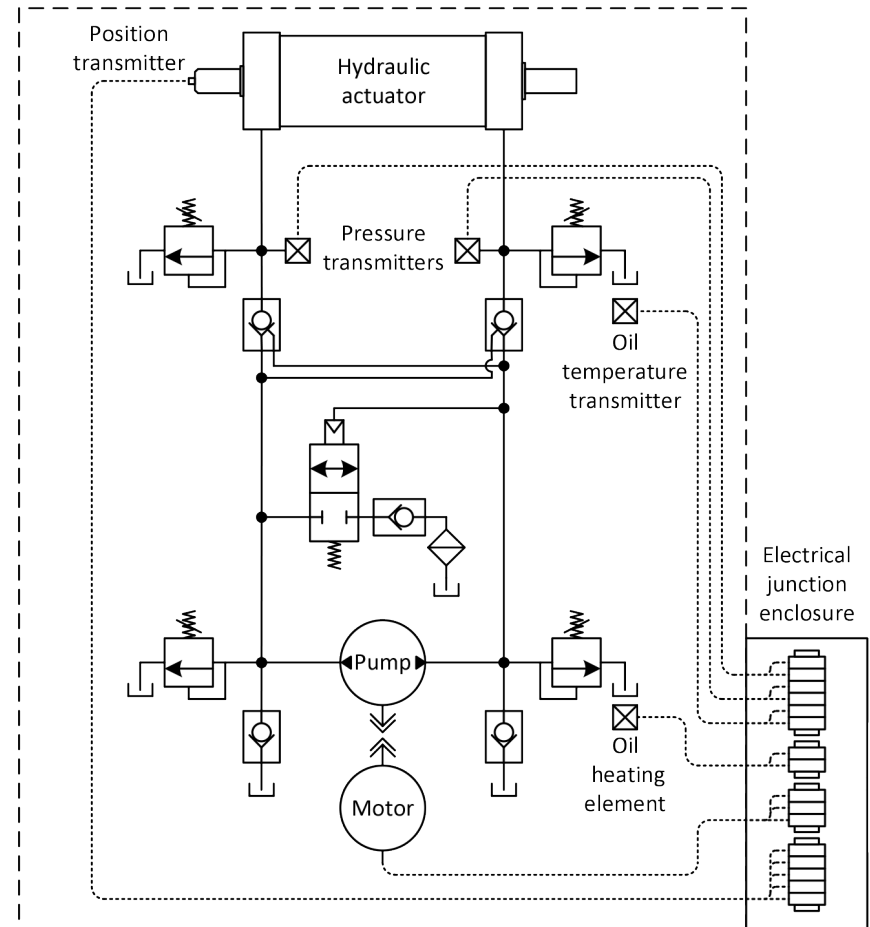 Position
transmitter
Hydraulic
actuator
Pressure
transmitters
Oil
temperature
transmitter
Electrical
junction
enclosure
Pump
Oil
heating
element
Motor